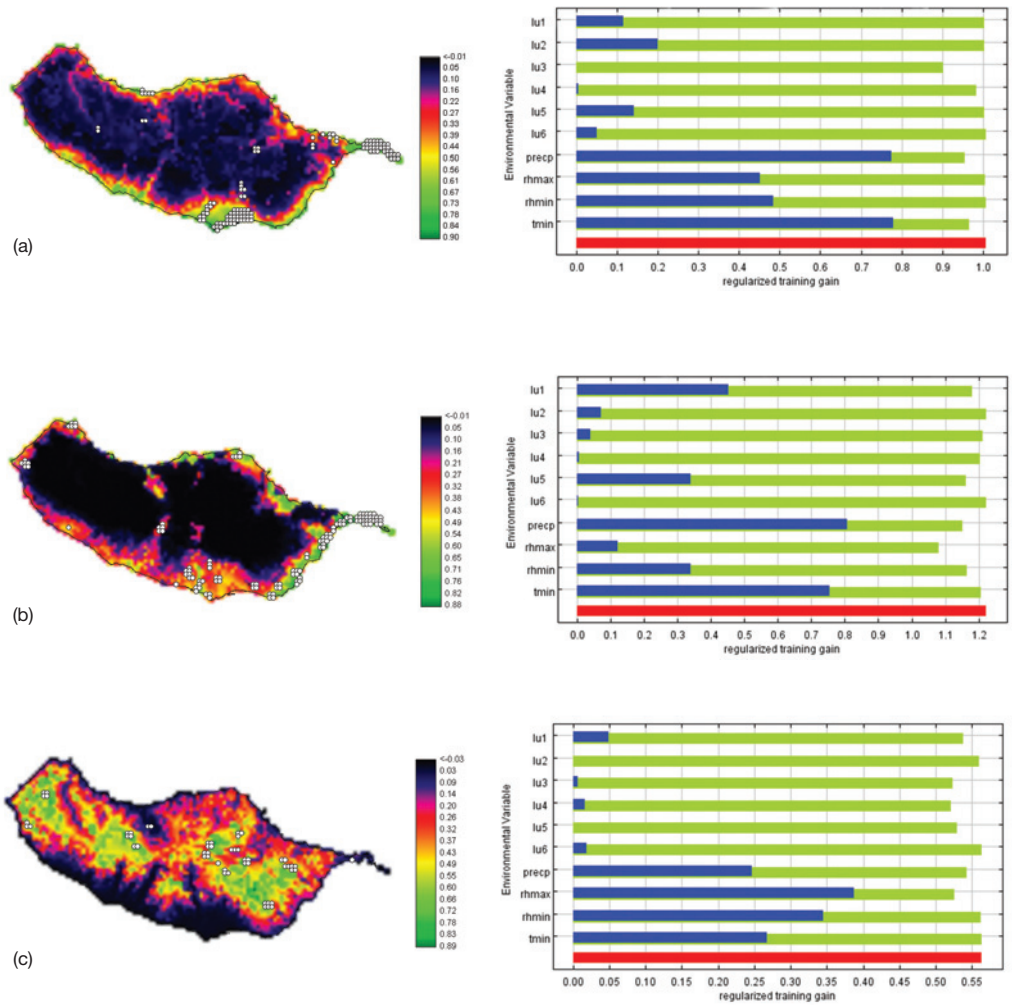 <-0.01
0.05
0.10
0.16
0.22
0.27
0.33
0.39
0.44
0.50
0.56
0.61
0.67
0.73
0.78
0.84
0.90
(a)
Environmental Variable
lu1
lu2
lu3
lu4
lu5
lu6
precp
rhmax
rhmin
tmin
0.0 0.1 0.2 0.3 0.4 0.5 0.6 0.7 0.8 0.9 1.0
regularized training gain
<-0.01
0.05
0.10
0.16
0.21
0.27
0.32
0.38
0.43
0.49
0.54
0.60
0.65
0.71
0.77
0.82
0.88
(b)
Environmental Variable
lu1
lu2
lu3
lu4
lu5
lu6
precp
rhmax
rhmin
tmin
0.0 0.1 0.2 0.3 0.4 0.5 0.6 0.7 0.8 0.9 1.0 1.1 1.2
regularized training gain
<-0.03
0.03
0.09
0.14
0.20
0.26
0.32
0.37
0.43
0.49
0.55
0.60
0.66
0.72
0.78
0.83
0.89
(c)
Environmental Variable
lu1
lu2
lu3
lu4
lu5
lu6
precp
rhmax
rhmin
tmin
0.00 0.05 0.10 0.15 0.20 0.25 0.30 0.35 0.40 0.45 0.50 0.55
regularized training gain